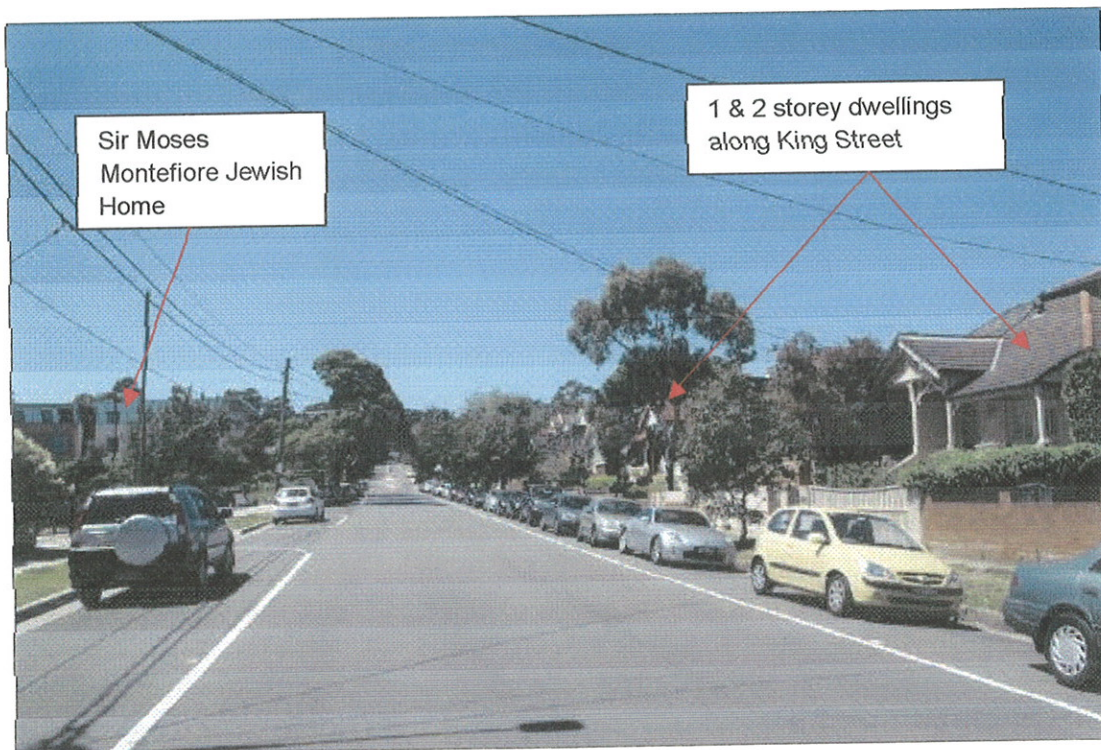 Sir Moses
Montefiore Jewish
Home
1 & 2 storey dwellings
along King Street